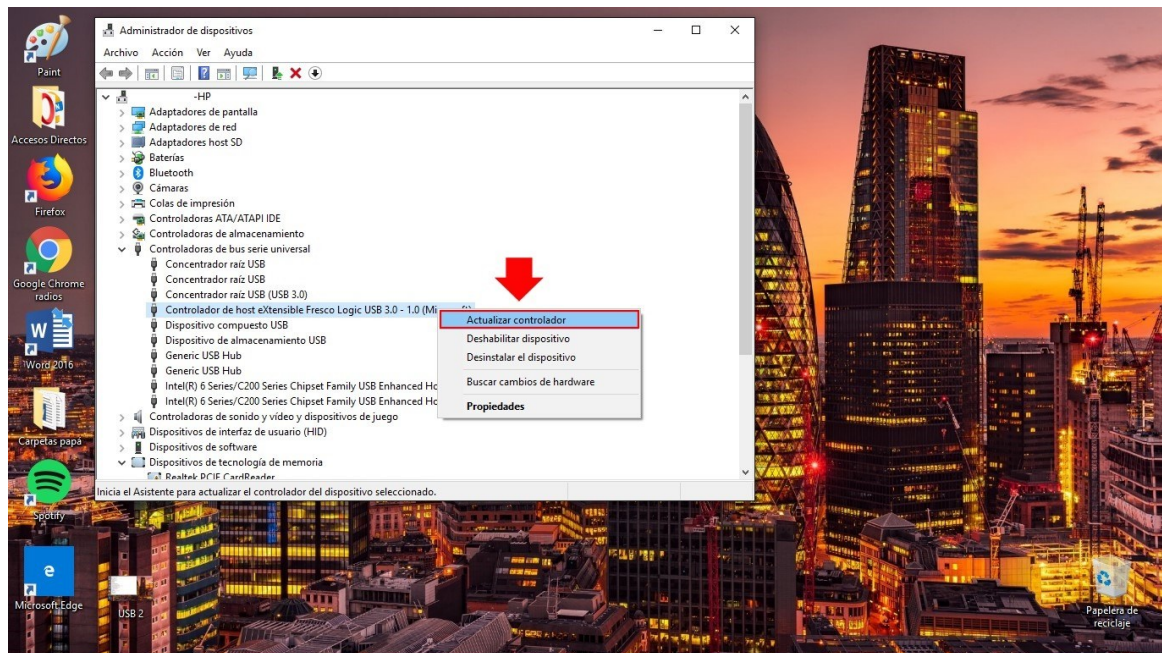 Administrador de dispositivos
Archivo Acción Ver Ayuda
-HP
Adaptadores de pantalla
Adaptadores de red
Adaptadores host SD
Baterías
Bluetooth
Cámaras
Colas de impresión
Controladoras ATA/ATAPI IDE
Controladoras de almacenamiento
Controladoras de bus serie universal
Concentrador raíz USB
Concentrador raíz USB
Concentrador raíz USB (USB 3.0)
Controlador de host eXtensible Fresco Logic USB 3.0 - 1.0 (Mi
Dispositivo compuesto USB
Dispositivo de almacenamiento USB
Generic USB Hub
Generic USB Hub
Intel(R) 6 Series/C200 Series Chipset Family USB Enhanced Ho
Intel(R) 6 Series/C200 Series Chipset Family USB Enhanced Ho
Controladoras de sonido y vídeo y dispositivos de juego
Dispositivos de interfaz de usuario (HID)
Dispositivos de software
Dispositivos de tecnología de memoria
Realtek PCIE CardReader
Inicia el Asistente para actualizar el controlador del dispositivo seleccionado.
Actualizar controlador
Deshabilitar dispositivo
Desinstalar el dispositivo
Buscar cambios de hardware
Propiedades
Paint
Accesos Directos
Firefox
Google Chrome
radios
Word 2016
Carpetas papá
Spotify
Microsoft Edge
USB 2
Papelera de
reciclaje